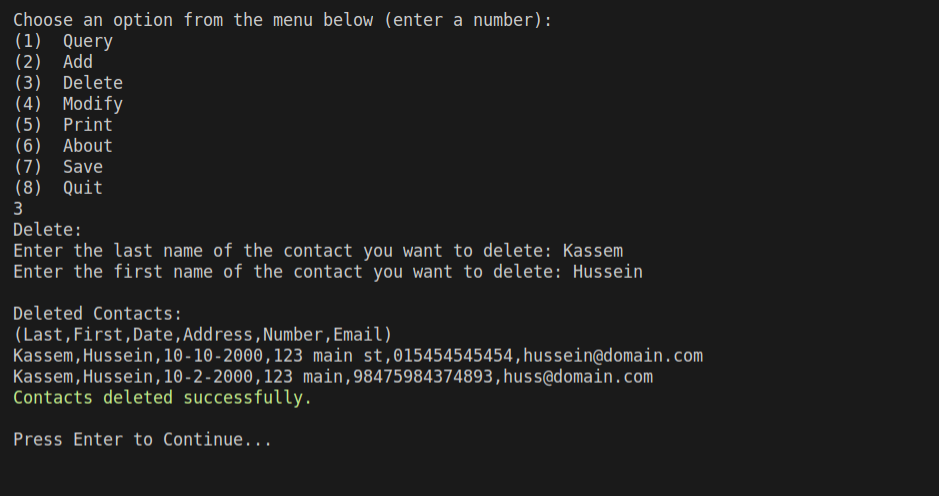 Choose an option from the menu below (enter a number):
(1)  Query
(2)  Add
(3)  Delete
(4)  Modify
(5)  Print
(6)  About
(7)  Save
(8)  Quit
3
Delete:
Enter the last name of the contact you want to delete: Kassem
Enter the first name of the contact you want to delete: Hussein
Deleted Contacts:
(Last,First,Date,Address,Number,Email)
Kassem,Hussein,10-10-2000,123 main st,015454545454,hussein@domain.com
Kassem,Hussein,10-2-2000,123 main,98475984374893,huss@domain.com
Contacts deleted successfully.
Press Enter to Continue...